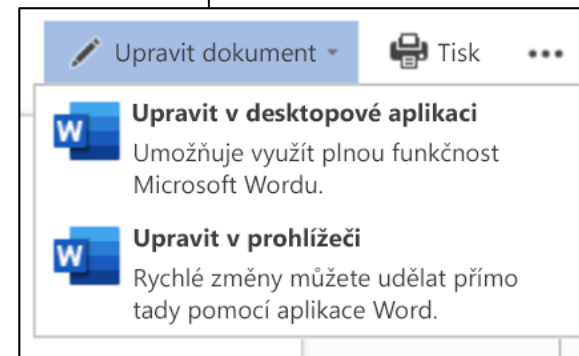 Upravit dokument Tisk
Upravit v desktopové aplikaci
Umožňuje využít plnou funkčnost
Microsoft Wordu.
Upravit v prohlížeči
Rychlé změny můžete udělat přímo
tady pomocí aplikace Word.